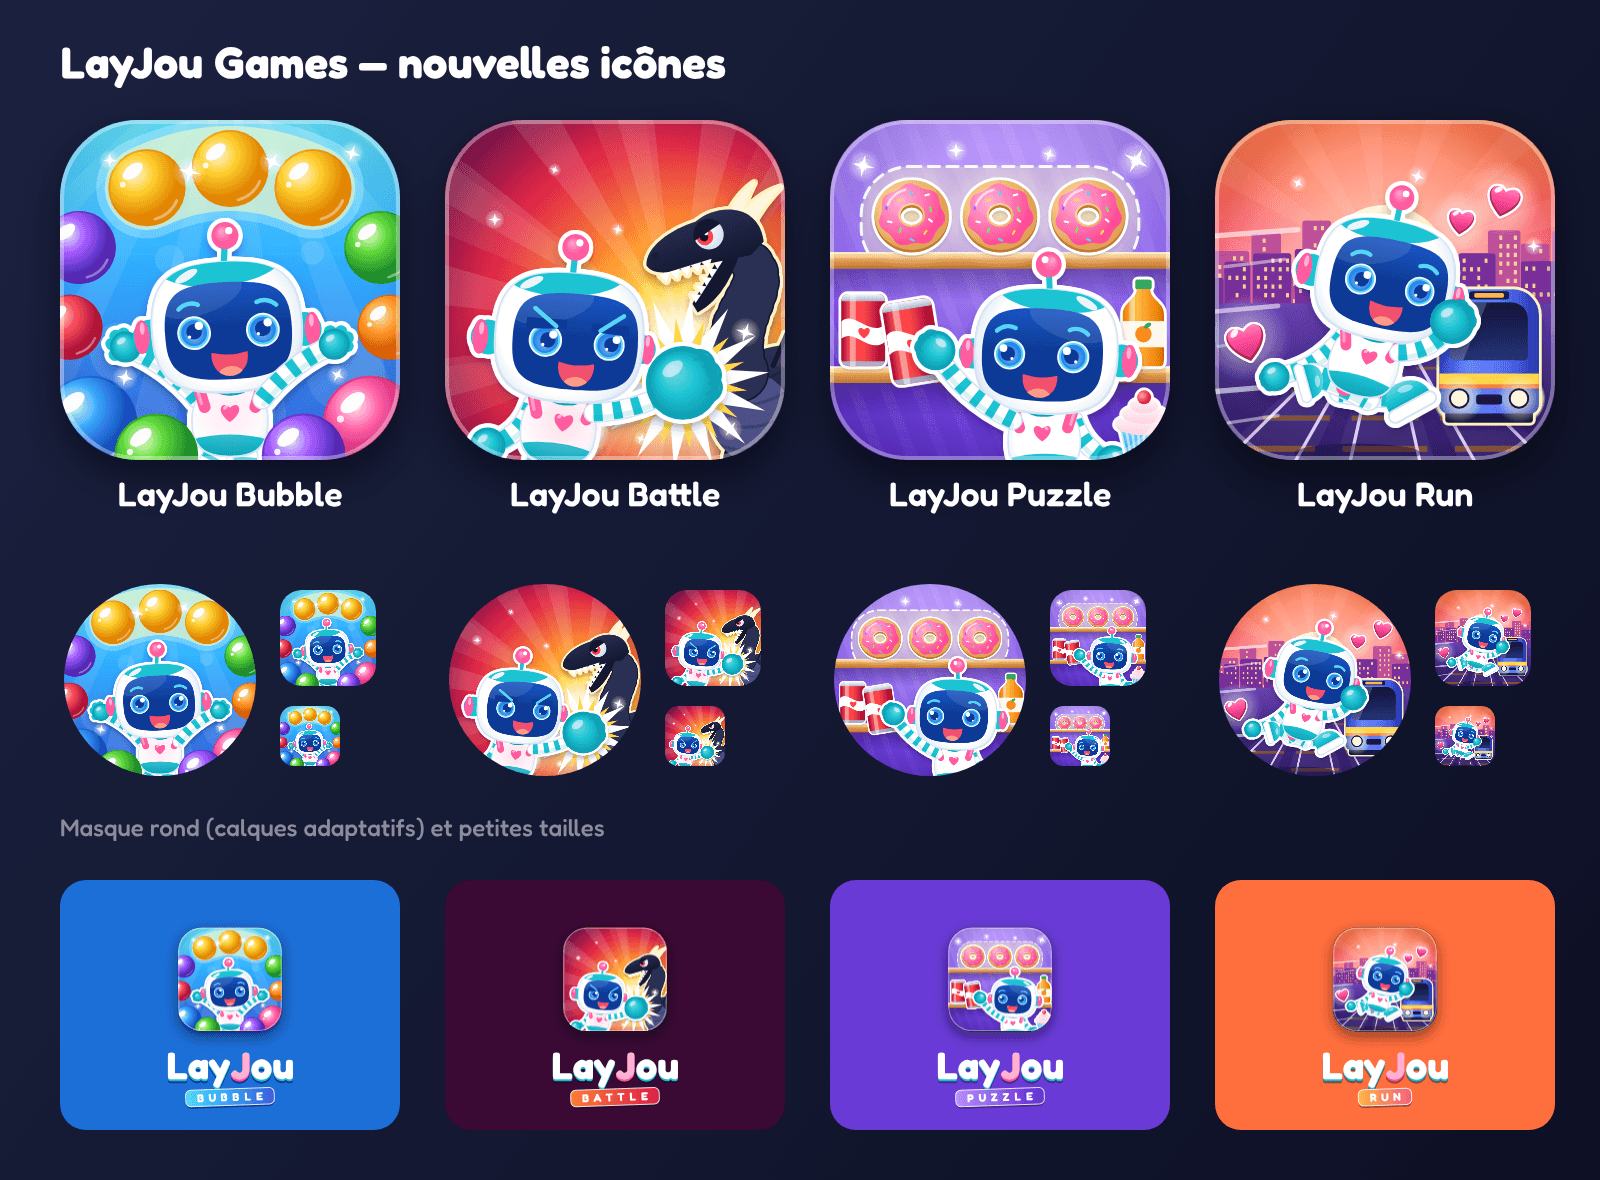 LayJou Games — nouvelles icônes
LayJou Bubble
LayJou Battle
LayJou Puzzle
LayJou Run
Masque rond (calques adaptatifs) et petites tailles
LayJou
BUBBLE
LayJou
BATTLE
LayJou
PUZZLE
LayJou
RUN